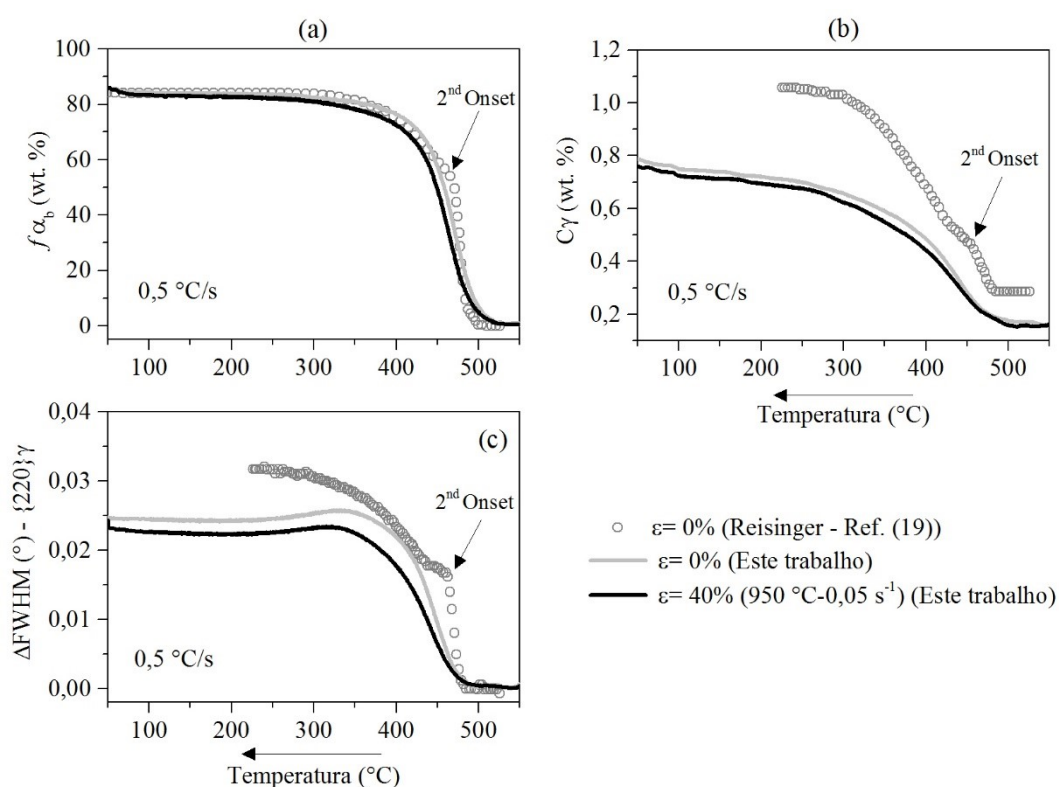 (a)
100
80
60
40
20
0
f α_b (wt. %)
2nd Onset
0,5 °C/s
100 200 300 400 500
(b)
1,2
1,0
0,8
0,6
0,4
0,2
Cγ (wt. %)
2nd Onset
0,5 °C/s
100 200 300 400 500
Temperatura (°C)
(c)
0,04
0,03
0,02
0,01
0,00
ΔFWHM (°) - {220}γ
2nd Onset
0,5 °C/s
100 200 300 400 500
Temperatura (°C)
ε= 0% (Reisinger - Ref. (19))
ε= 0% (Este trabalho)
ε= 40% (950 °C-0,05 s⁻¹) (Este trabalho)